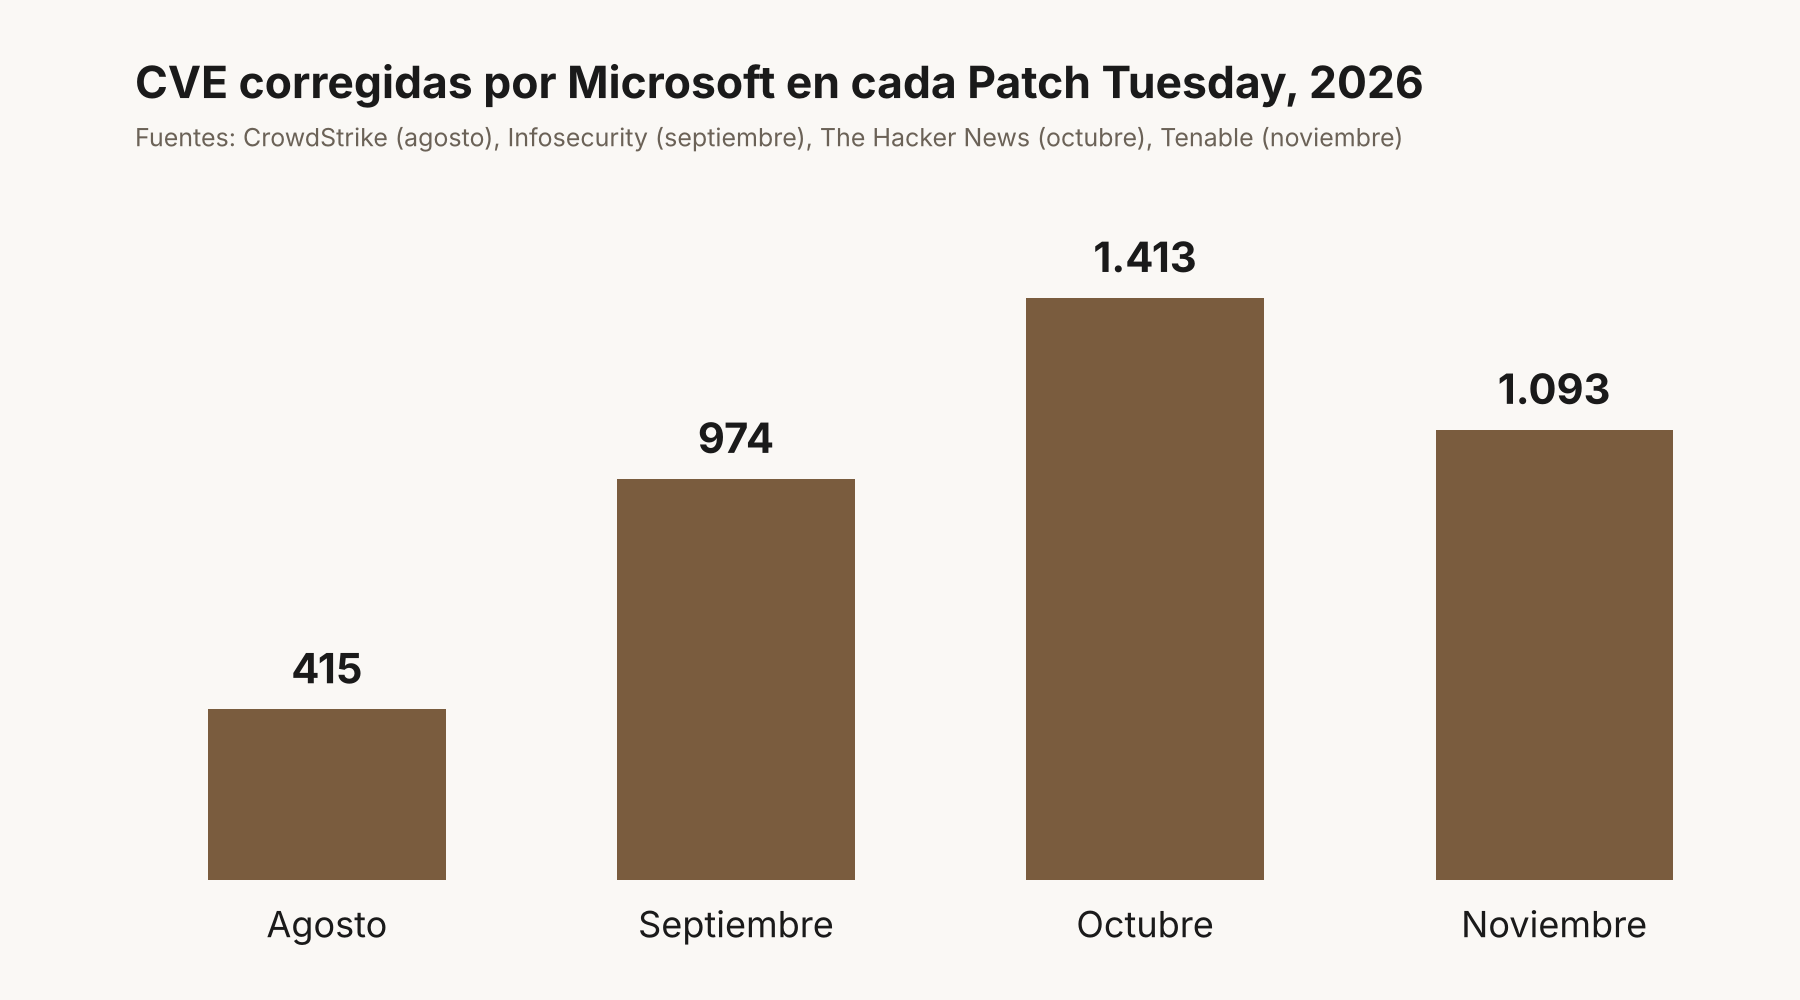 CVE corregidas por Microsoft en cada Patch Tuesday, 2026
Fuentes: CrowdStrike (agosto), Infosecurity (septiembre), The Hacker News (octubre), Tenable (noviembre)
1.413
1.093
974
415
Agosto
Septiembre
Octubre
Noviembre